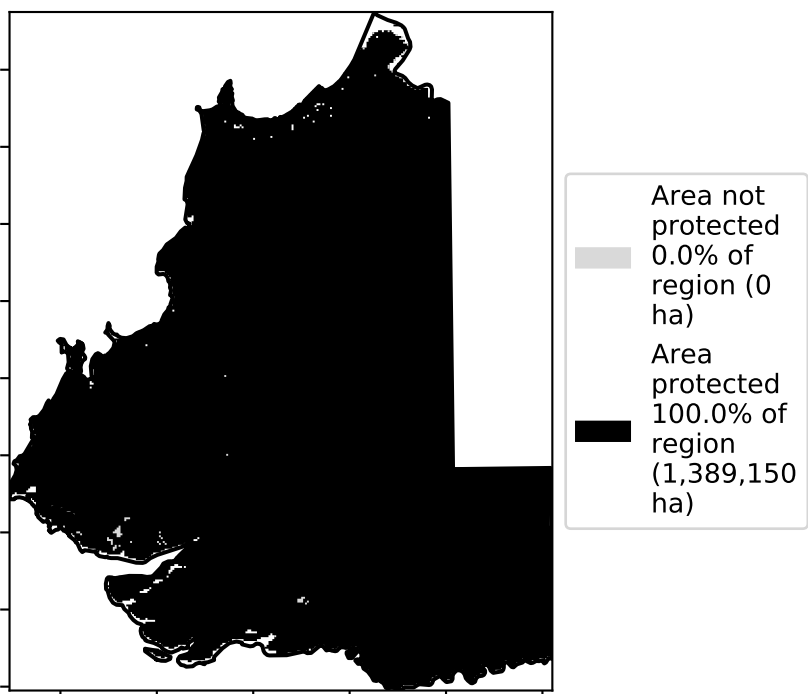 Area not
protected
0.0% of
region (0
ha)
Area
protected
100.0% of
region
(1,389,150
ha)